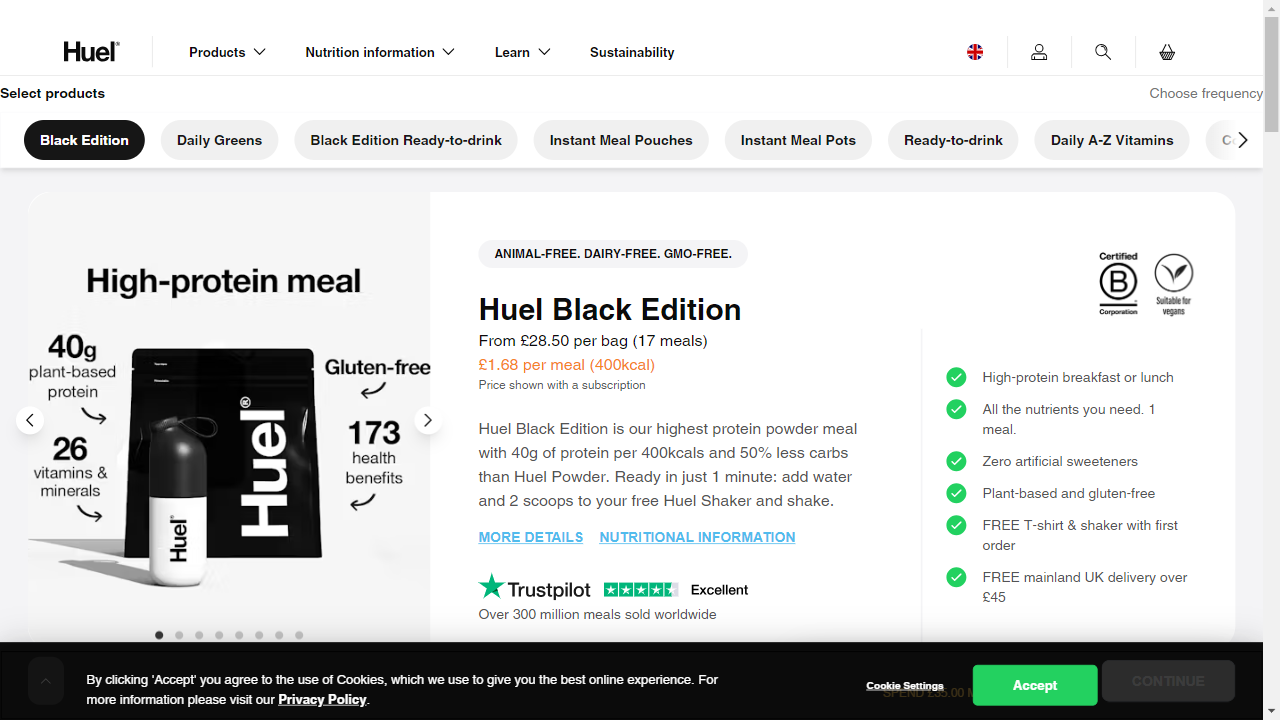 Huel®
Products
Nutrition information
Learn
Sustainability
Select products
Choose frequency
Black Edition
Daily Greens
Black Edition Ready-to-drink
Instant Meal Pouches
Instant Meal Pots
Ready-to-drink
Daily A-Z Vitamins
High-protein meal
40g
plant-based
protein
26
vitamins &
minerals
Gluten-free
173
health
benefits
Huel®
Huel
ANIMAL-FREE. DAIRY-FREE. GMO-FREE.
Huel Black Edition
From £28.50 per bag (17 meals)
£1.68 per meal (400kcal)
Price shown with a subscription
Huel Black Edition is our highest protein powder meal
with 40g of protein per 400kcals and 50% less carbs
than Huel Powder. Ready in just 1 minute: add water
and 2 scoops to your free Huel Shaker and shake.
MORE DETAILS NUTRITIONAL INFORMATION
Trustpilot Excellent
Over 300 million meals sold worldwide
Certified
B
Corporation
Suitable for
vegans
High-protein breakfast or lunch
All the nutrients you need. 1
meal.
Zero artificial sweeteners
Plant-based and gluten-free
FREE T-shirt & shaker with first
order
FREE mainland UK delivery over
£45
By clicking 'Accept' you agree to the use of Cookies, which we use to give you the best online experience. For
more information please visit our Privacy Policy.
Cookie Settings
Accept
CONTINUE